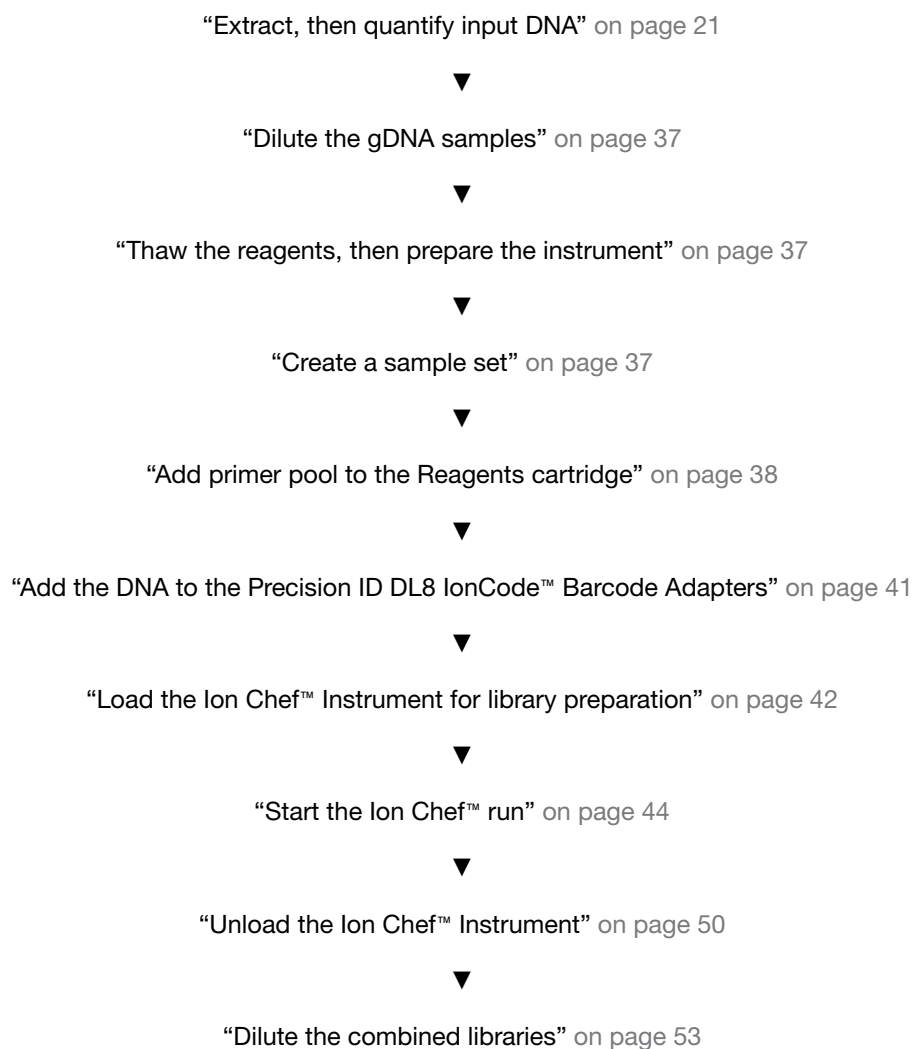 “Extract, then quantify input DNA” on page 21
▼
“Dilute the gDNA samples” on page 37
▼
“Thaw the reagents, then prepare the instrument” on page 37
▼
“Create a sample set” on page 37
▼
“Add primer pool to the Reagents cartridge” on page 38
▼
“Add the DNA to the Precision ID DL8 IonCode™ Barcode Adapters” on page 41
▼
“Load the Ion Chef™ Instrument for library preparation” on page 42
▼
“Start the Ion Chef™ run” on page 44
▼
“Unload the Ion Chef™ Instrument” on page 50
▼
“Dilute the combined libraries” on page 53